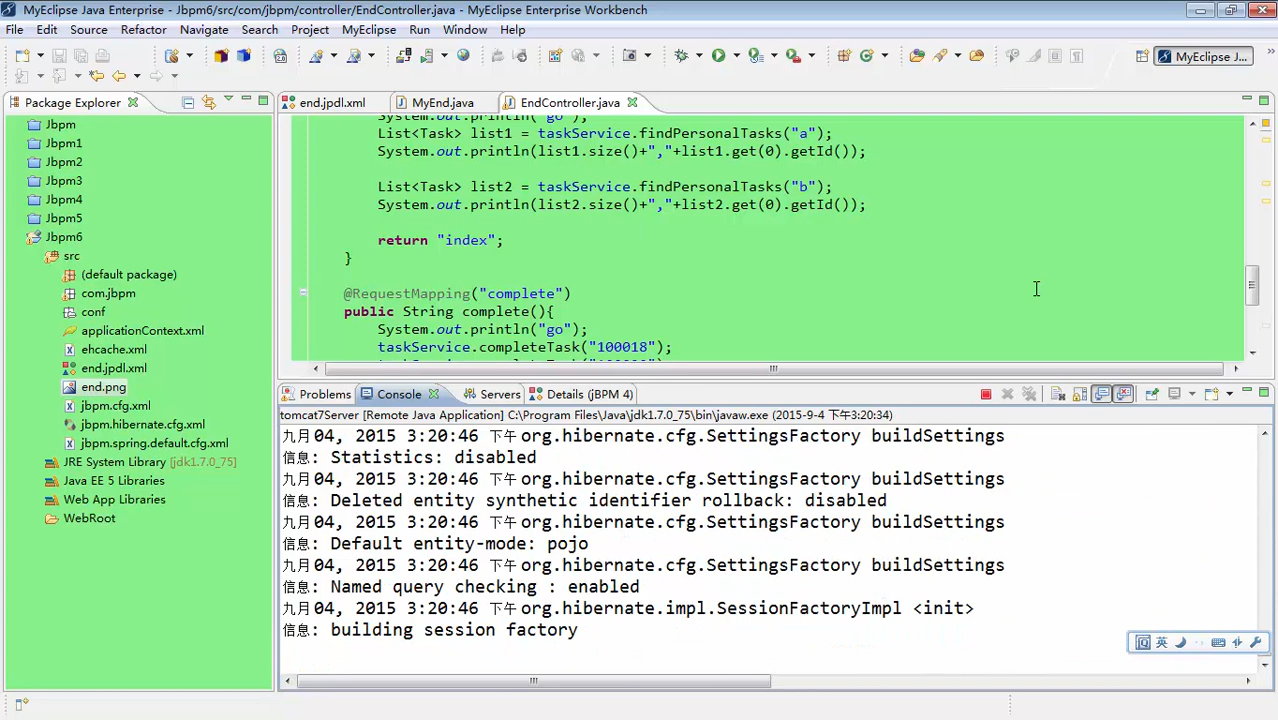 MyEclipse Java Enterprise - Jbpm6/src/com/jbpm/controller/EndController.java - MyEclipse Enterprise Workbench
File Edit Source Refactor Navigate Search Project MyEclipse Run Window Help
MyEclipse J...
Package Explorer
end.jpdl.xml MyEnd.java EndController.java
Jbpm
Jbpm1
Jbpm2
Jbpm3
Jbpm4
Jbpm5
Jbpm6
src
(default package)
com.jbpm
conf
applicationContext.xml
ehcache.xml
end.jpdl.xml
end.png
jbpm.cfg.xml
jbpm.hibernate.cfg.xml
jbpm.spring.default.cfg.xml
JRE System Library [jdk1.7.0_75]
Java EE 5 Libraries
Web App Libraries
WebRoot
System.out.println("go");
List<Task> list1 = taskService.findPersonalTasks("a");
System.out.println(list1.size()+","+list1.get(0).getId());
List<Task> list2 = taskService.findPersonalTasks("b");
System.out.println(list2.size()+","+list2.get(0).getId());
return "index";
}
@RequestMapping("complete")
public String complete(){
System.out.println("go");
taskService.completeTask("100018");
Problems Console Servers Details (jBPM 4)
tomcat7Server [Remote Java Application] C:\Program Files\Java\jdk1.7.0_75\bin\javaw.exe (2015-9-4 下午3:20:34)
九月 04, 2015 3:20:46 下午 org.hibernate.cfg.SettingsFactory buildSettings
信息: Statistics: disabled
九月 04, 2015 3:20:46 下午 org.hibernate.cfg.SettingsFactory buildSettings
信息: Deleted entity synthetic identifier rollback: disabled
九月 04, 2015 3:20:46 下午 org.hibernate.cfg.SettingsFactory buildSettings
信息: Default entity-mode: pojo
九月 04, 2015 3:20:46 下午 org.hibernate.cfg.SettingsFactory buildSettings
信息: Named query checking : enabled
九月 04, 2015 3:20:46 下午 org.hibernate.impl.SessionFactoryImpl <init>
信息: building session factory
英